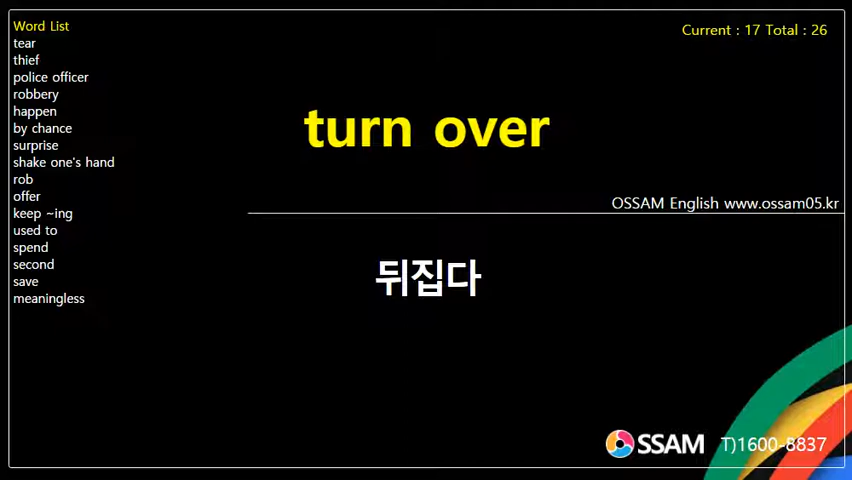 Word List
tear
thief
police officer
robbery
happen
by chance
surprise
shake one's hand
rob
offer
keep ~ing
used to
spend
second
save
meaningless
Current : 17 Total : 26
turn over
OSSAM English www.ossam05.kr
뒤집다
OSSAM T)1600-8837